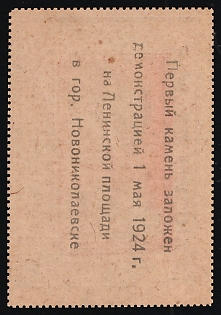 Первый камень заложен
демонстрацией 1 мая 1924 г.
на Ленинской площади
в гор. Новониколаевске